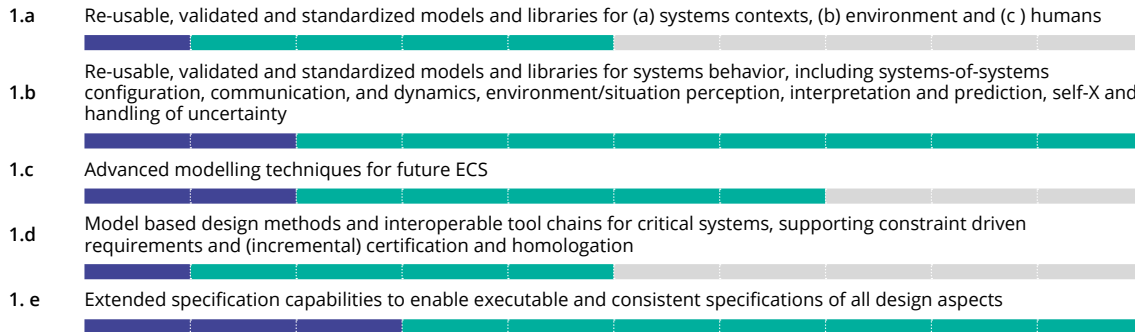 1.a Re-usable, validated and standardized models and libraries for (a) systems contexts, (b) environment and (c ) humans
Re-usable, validated and standardized models and libraries for systems behavior, including systems-of-systems
1.b configuration, communication, and dynamics, environment/situation perception, interpretation and prediction, self-X and
handling of uncertainty
1.c Advanced modelling techniques for future ECS
Model based design methods and interoperable tool chains for critical systems, supporting constraint driven
1.d requirements and (incremental) certification and homologation
1. e Extended specification capabilities to enable executable and consistent specifications of all design aspects